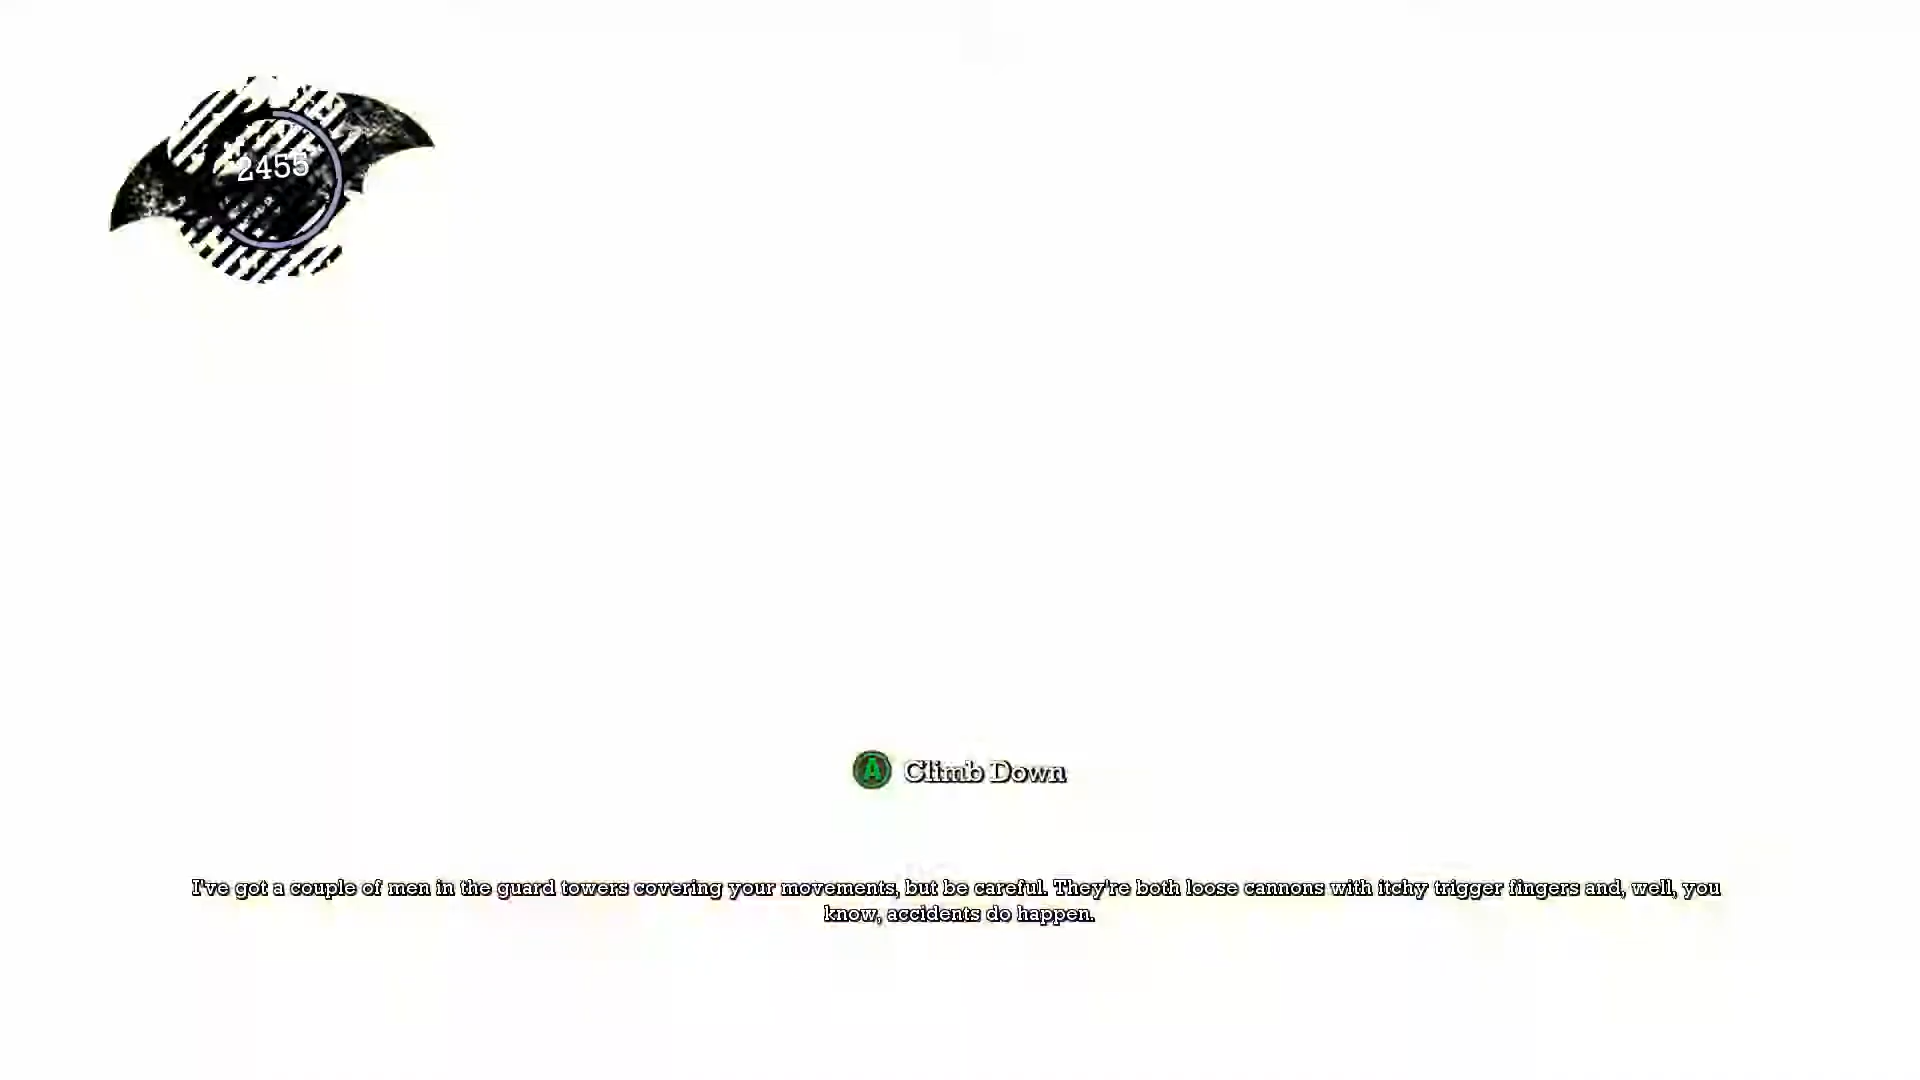 2455
A Climb Down
I've got a couple of men in the guard towers covering your movements, but be careful. They're both loose cannons with itchy trigger fingers and, well, you
know, accidents do happen.